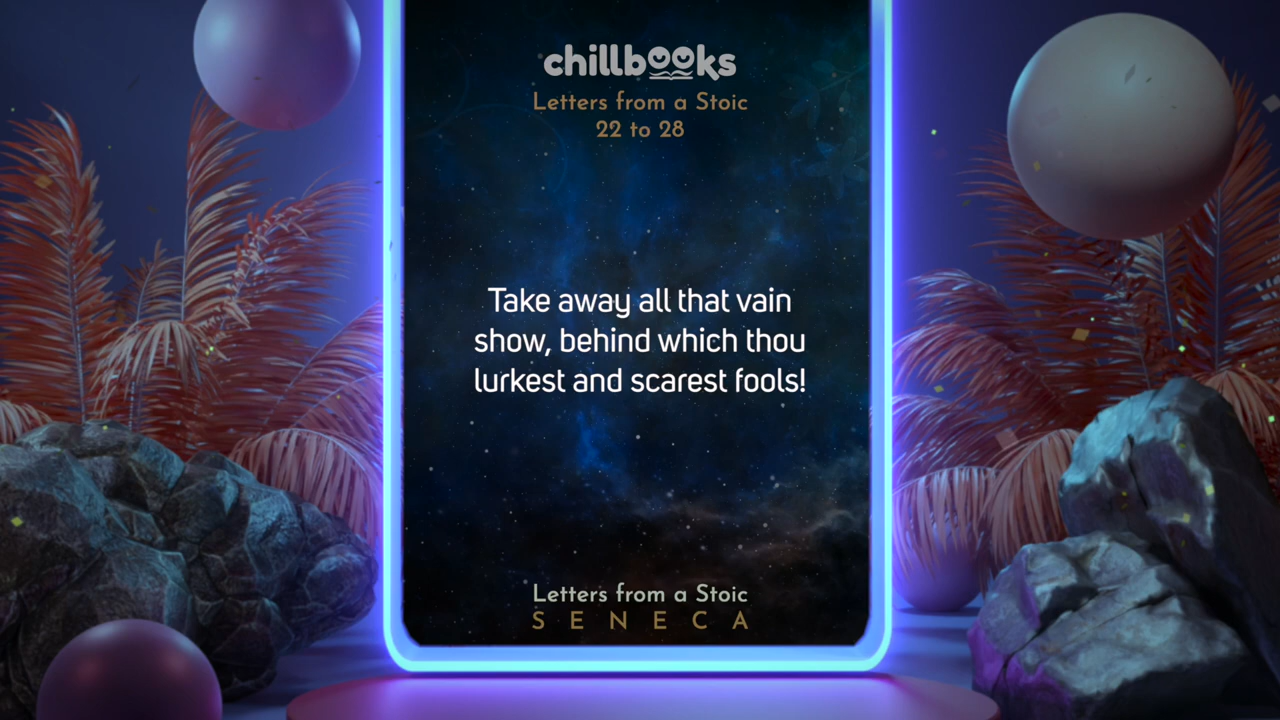 chillbooks
Letters from a Stoic
22 to 28
Take away all that vain
show, behind which thou
lurkest and scarest fools!
Letters from a Stoic
SENECA